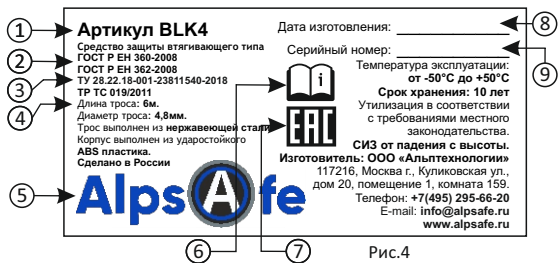 ① Артикул BLK4
Средство защиты втягивающего типа
② ГОСТ Р ЕН 360-2008
ГОСТ Р ЕН 362-2008
③ ТУ 28.22.18-001-23811540-2018
ТР ТС 019/2011
④ Длина троса: 6м.
Диаметр троса: 4,8мм.
Трос выполнен из нержавеющей стали
Корпус выполнен из ударостойкого
ABS пластика.
Сделано в России
⑤ AlpsAfe
⑥ ⑦
i
EAC
Дата изготовления: ⑧
Серийный номер: ⑨
Температура эксплуатации:
от -50°С до +50°С
Срок хранения: 10 лет
Утилизация в соответствии
с требованиями местного
законодательства.
СИЗ от падения с высоты.
Изготовитель: ООО «Альптехнологии»
117216, Москва г., Куликовская ул.,
дом 20, помещение 1, комната 159.
Телефон: +7(495) 295-66-20
E-mail: info@alpsafe.ru
www.alpsafe.ru
Рис.4